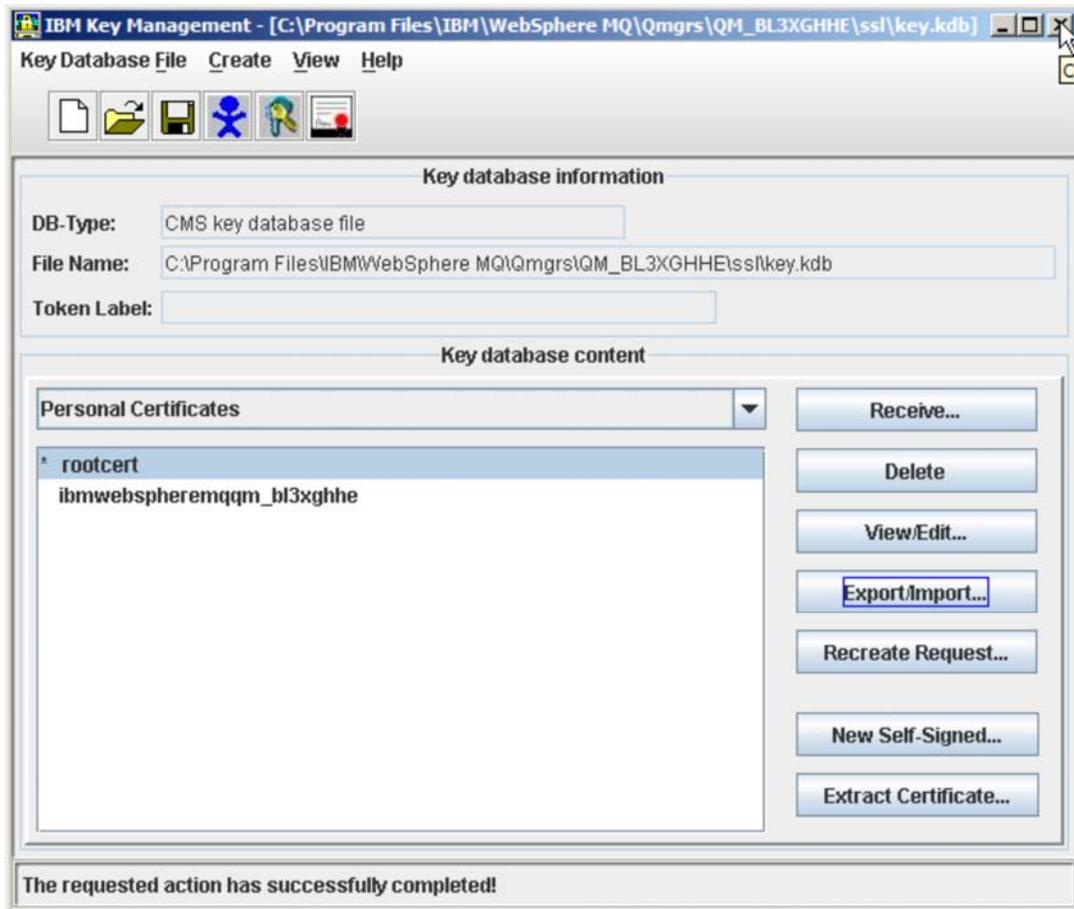 IBM Key Management - [C:\Program Files\IBM\WebSphere MQ\Qmgrs\QM_BL3XGHHE\ssl\key.kdb]
Key Database File Create View Help
Key database information
DB-Type: CMS key database file
File Name: C:\Program Files\IBM\WebSphere MQ\Qmgrs\QM_BL3XGHHE\ssl\key.kdb
Token Label:
Key database content
Personal Certificates
Receive...
* rootcert
Delete
ibmwebspheremqqm_bl3xghhe
View/Edit...
Export/Import...
Recreate Request...
New Self-Signed...
Extract Certificate...
The requested action has successfully completed!